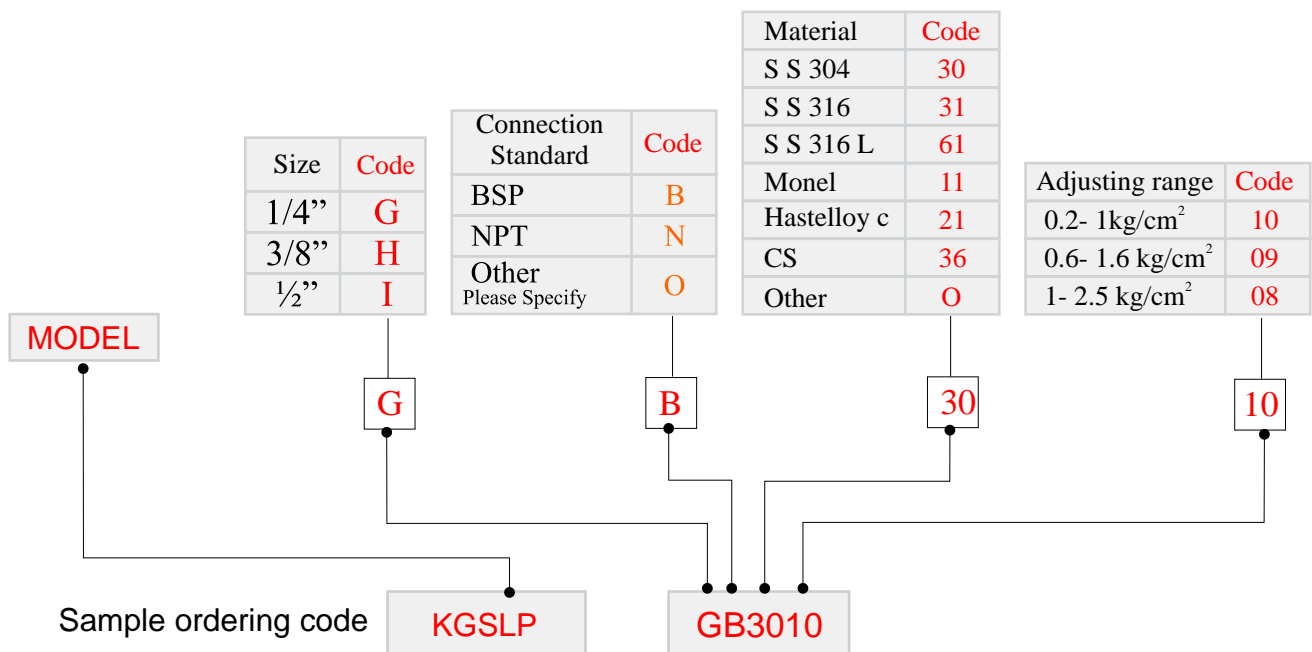 Material Code
S S 304 30
S S 316 31
S S 316 L 61
Monel 11
Hastelloy c 21
CS 36
Other O
Connection
Standard Code
BSP B
NPT N
Other
Please Specify O
Size Code
1/4” G
3/8” H
½” I
Adjusting range Code
0.2- 1kg/cm² 10
0.6- 1.6 kg/cm² 09
1- 2.5 kg/cm² 08
MODEL
G B 30 10
Sample ordering code KGSLP GB3010